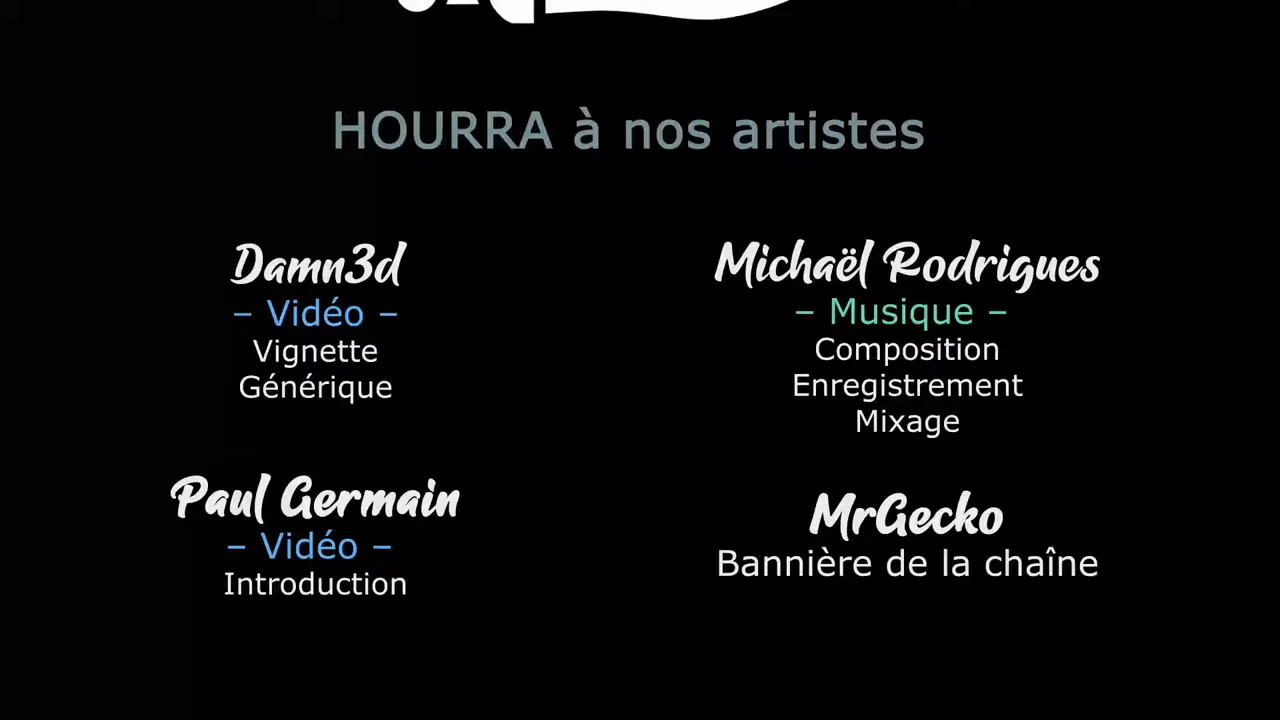 HOURRA à nos artistes
Damn3d
– Vidéo –
Vignette
Générique
Michaël Rodrigues
– Musique –
Composition
Enregistrement
Mixage
Paul Germain
– Vidéo –
Introduction
MrGecko
Bannière de la chaîne